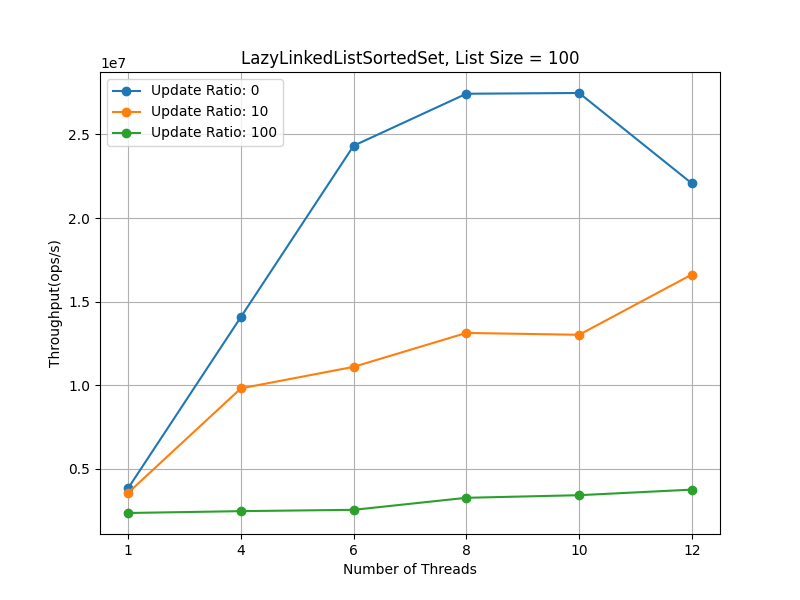 LazyLinkedListSortedSet, List Size = 100
1e7
Update Ratio: 0
Update Ratio: 10
Update Ratio: 100
2.5
2.0
1.5
1.0
0.5
Throughput(ops/s)
1 4 6 8 10 12
Number of Threads